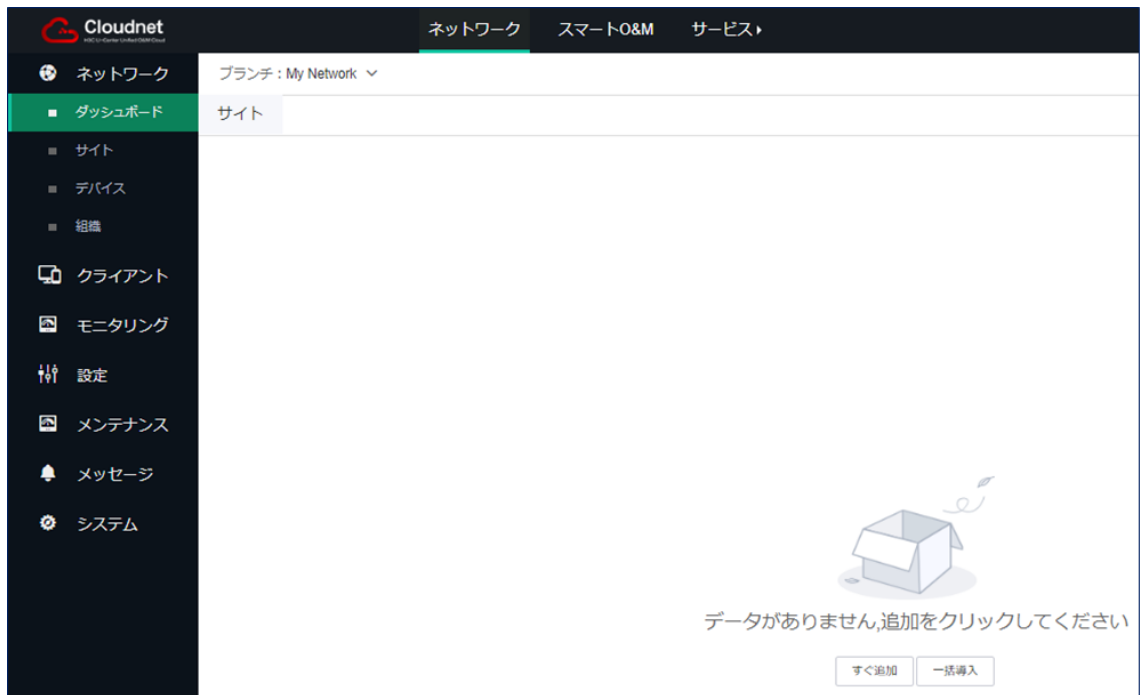 Cloudnet
ネットワーク スマートO&M サービス
ネットワーク
ブランチ : My Network
ダッシュボード
サイト
サイト
デバイス
組織
クライアント
モニタリング
設定
メンテナンス
メッセージ
システム
データがありません,追加をクリックしてください
すぐ追加 一括導入